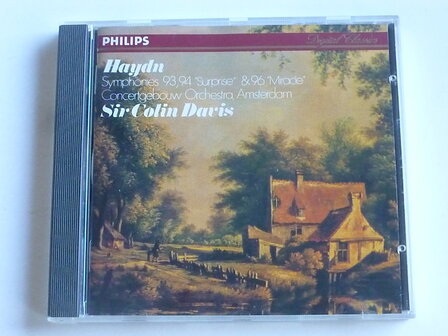 PHILIPS
Digital Classics
Haydn
Symphonies 93, 94 "Surprise" & 96 "Miracle"
Concertgebouw Orchestra, Amsterdam
Sir Colin Davis